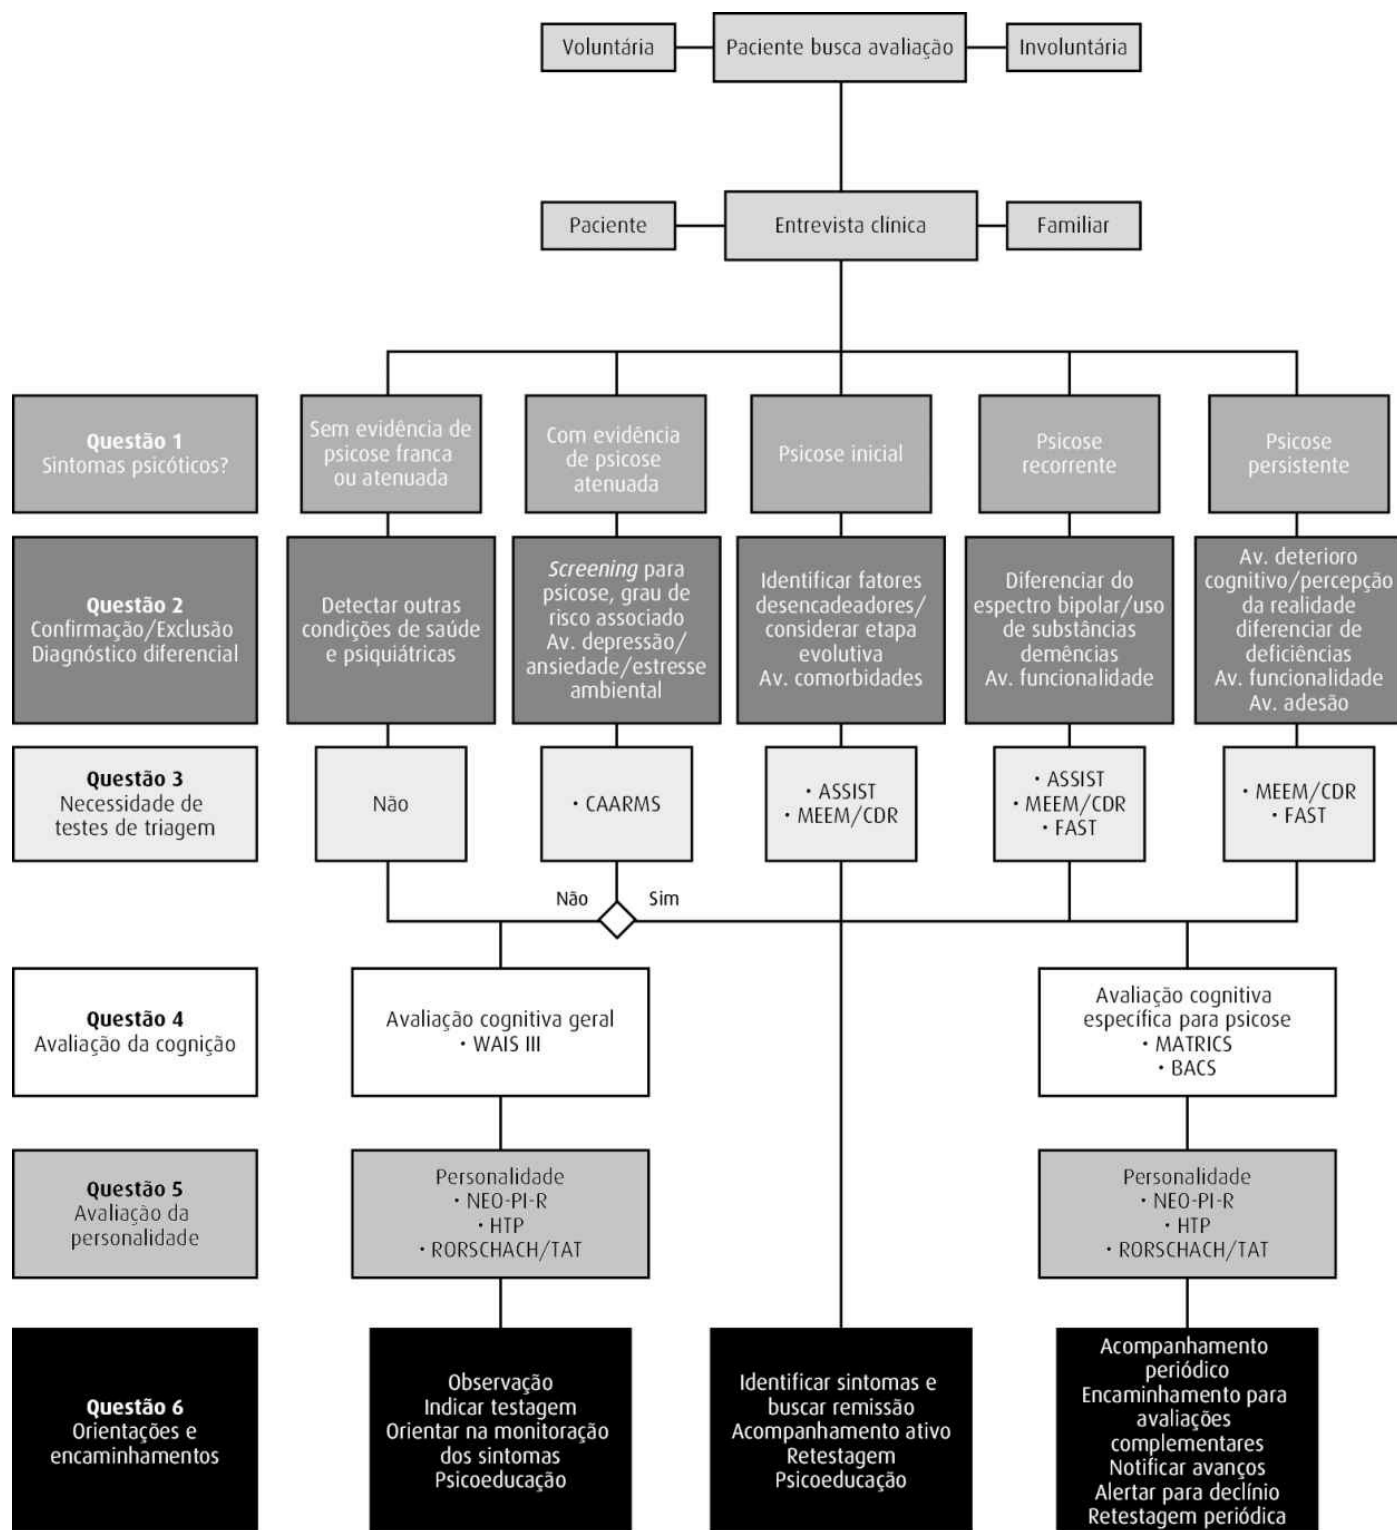 Voluntária
Paciente busca avaliação
Involuntária
Paciente
Entrevista clínica
Familiar
Questão 1
Sintomas psicóticos?
Sem evidência de
psicose franca
ou atenuada
Com evidência
de psicose
atenuada
Psicose inicial
Psicose
recorrente
Psicose
persistente
Questão 2
Confirmação/Exclusão
Diagnóstico diferencial
Detectar outras
condições de saúde
e psiquiátricas
Screening para
psicose, grau de
risco associado
Av. depressão/
ansiedade/estresse
ambiental
Identificar fatores
desencadeadores/
considerar etapa
evolutiva
Av. comorbidades
Diferenciar do
espectro bipolar/uso
de substâncias
demências
Av. funcionalidade
Av. deterioro
cognitivo/percepção
da realidade
diferenciar de
deficiências
Av. funcionalidade
Av. adesão
Questão 3
Necessidade de
testes de triagem
Não
• CAARMS
• ASSIST
• MEEM/CDR
• ASSIST
• MEEM/CDR
• FAST
• MEEM/CDR
• FAST
Não
Sim
Questão 4
Avaliação da cognição
Avaliação cognitiva geral
• WAIS III
Avaliação cognitiva
específica para psicose
• MATRICS
• BACS
Questão 5
Avaliação da
personalidade
Personalidade
• NEO-PI-R
• HTP
• RORSCHACH/TAT
Personalidade
• NEO-PI-R
• HTP
• RORSCHACH/TAT
Questão 6
Orientações e
encaminhamentos
Observação
Indicar testagem
Orientar na monitoração
dos sintomas
Psicoeducação
Identificar sintomas e
buscar remissão
Acompanhamento ativo
Retestagem
Psicoeducação
Acompanhamento
periódico
Encaminhamento para
avaliações
complementares
Notificar avanços
Alertar para declínio
Retestagem periódica